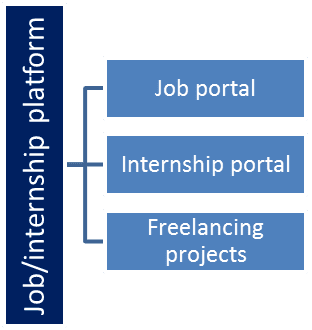 Job/internship platform
Job portal
Internship portal
Freelancing
projects